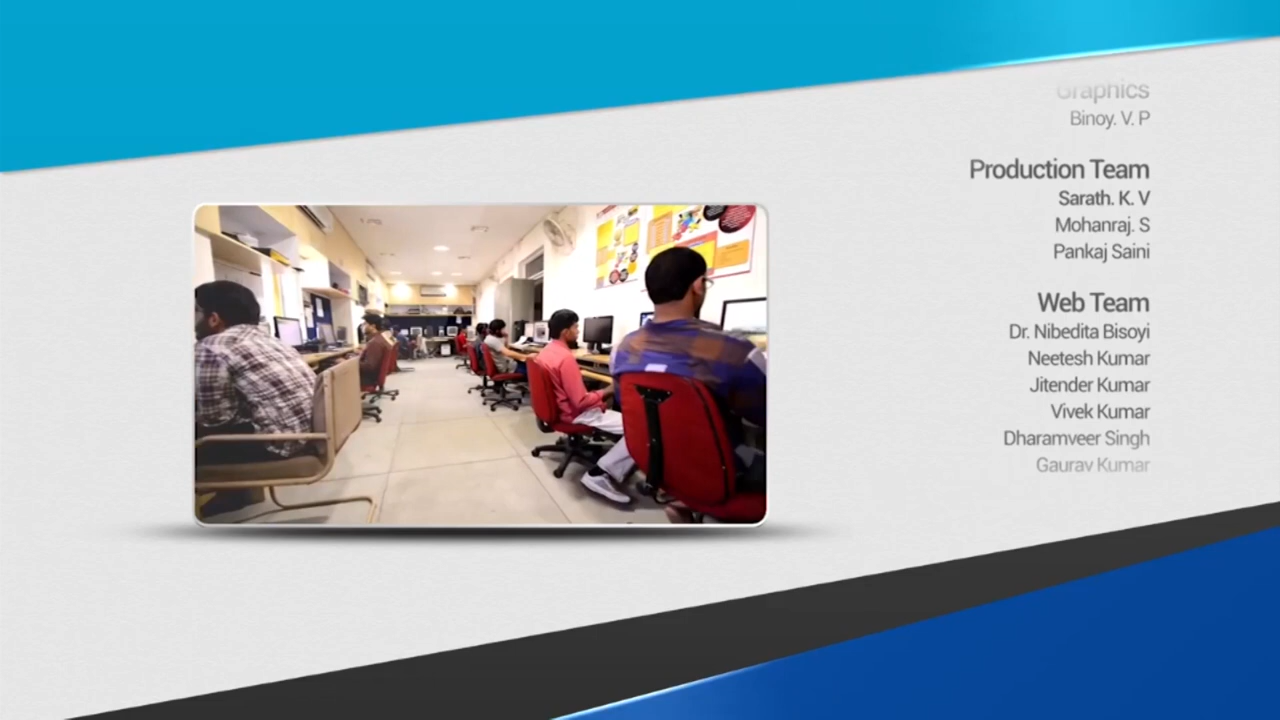 Graphics
Binoy. V. P
Production Team
Sarath. K. V
Mohanraj. S
Pankaj Saini
Web Team
Dr. Nibedita Bisoyi
Neetesh Kumar
Jitender Kumar
Vivek Kumar
Dharamveer Singh
Gaurav Kumar